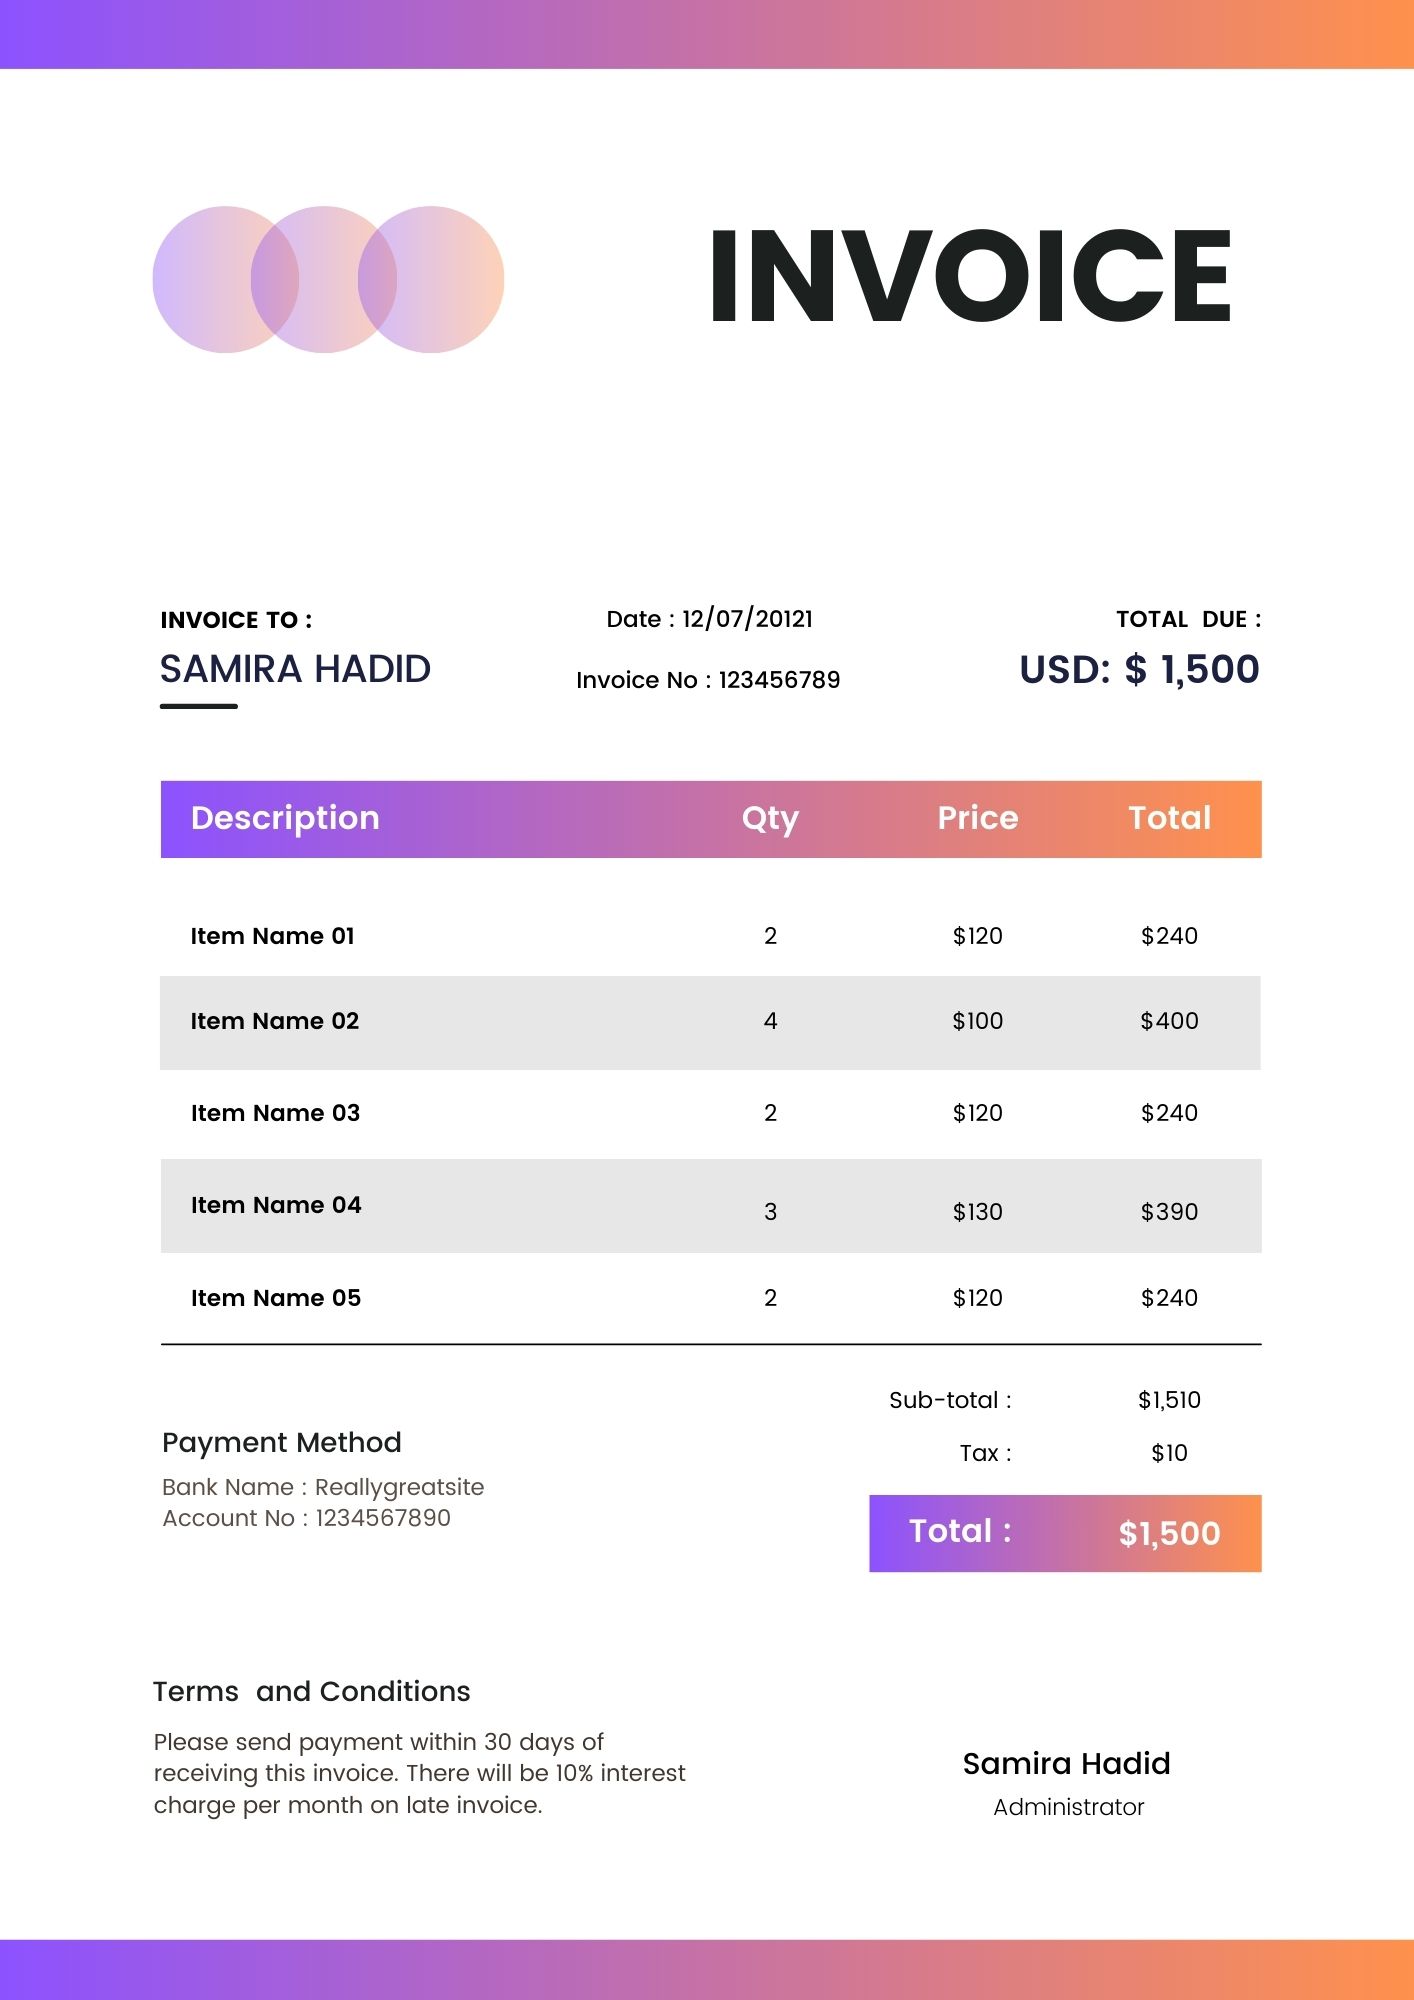 INVOICE
INVOICE TO :
SAMIRA HADID
Date : 12/07/20121
Invoice No : 123456789
TOTAL  DUE :
USD: $ 1,500
Description Qty Price Total
Item Name 01 2 $120 $240
Item Name 02 4 $100 $400
Item Name 03 2 $120 $240
Item Name 04 3 $130 $390
Item Name 05 2 $120 $240
Sub-total : $1,510
Tax : $10
Total : $1,500
Payment Method
Bank Name : Reallygreatsite
Account No : 1234567890
Terms  and Conditions
Please send payment within 30 days of
receiving this invoice. There will be 10% interest
charge per month on late invoice.
Samira Hadid
Administrator